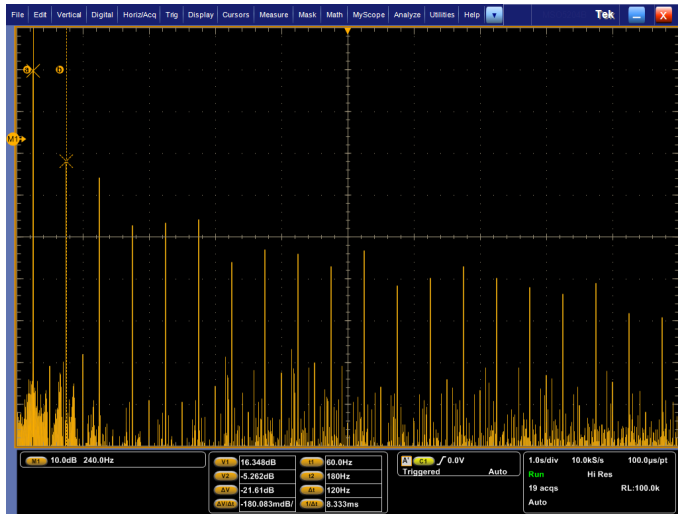 File Edit Vertical Digital Horiz/Acq Trig Display Cursors Measure Mask Math MyScope Analyze Utilities Help Tek X
a b
M1
M1 10.0dB 240.0Hz
V1 16.348dB t1 60.0Hz
V2 -5.262dB t2 180Hz
ΔV -21.61dB Δt 120Hz
ΔV/Δt -180.083mdB/ 1/Δt 8.333ms
A' C1 0.0V
Triggered Auto
1.0s/div 10.0kS/s 100.0µs/pt
Run Hi Res
19 acqs RL:100.0k
Auto